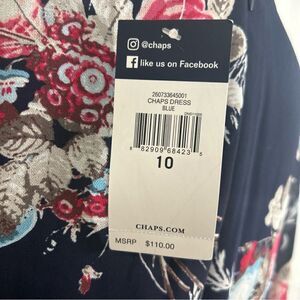 @chaps
like us on Facebook
260733645001
CHAPS DRESS
BLUE
8 82909 68423 5
10
CHAPS.COM
MSRP $110.00